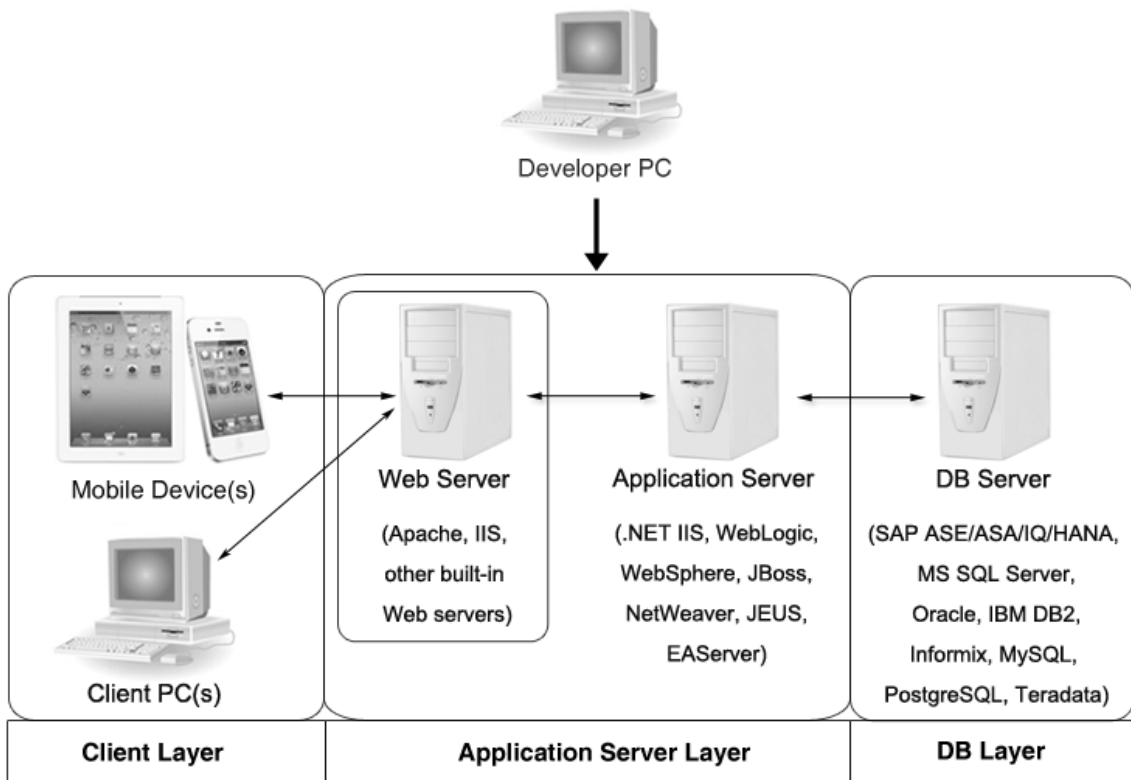 Developer PC
Mobile Device(s)
Client PC(s)
Web Server
(Apache, IIS,
other built-in
Web servers)
Application Server
(.NET IIS, WebLogic,
WebSphere, JBoss,
NetWeaver, JEUS,
EAServer)
DB Server
(SAP ASE/ASA/IQ/HANA,
MS SQL Server,
Oracle, IBM DB2,
Informix, MySQL,
PostgreSQL, Teradata)
Client Layer
Application Server Layer
DB Layer